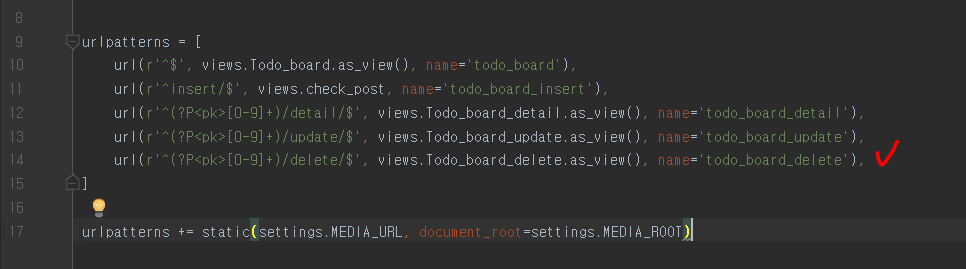 8
9 urlpatterns = [
10 url(r'^$', views.Todo_board.as_view(), name='todo_board'),
11 url(r'^insert/$', views.check_post, name='todo_board_insert'),
12 url(r'^(?P<pk>[0-9]+)/detail/$', views.Todo_board_detail.as_view(), name='todo_board_detail'),
13 url(r'^(?P<pk>[0-9]+)/update/$', views.Todo_board_update.as_view(), name='todo_board_update'),
14 url(r'^(?P<pk>[0-9]+)/delete/$', views.Todo_board_delete.as_view(), name='todo_board_delete'),
15 ]
16
17 urlpatterns += static(settings.MEDIA_URL, document_root=settings.MEDIA_ROOT)